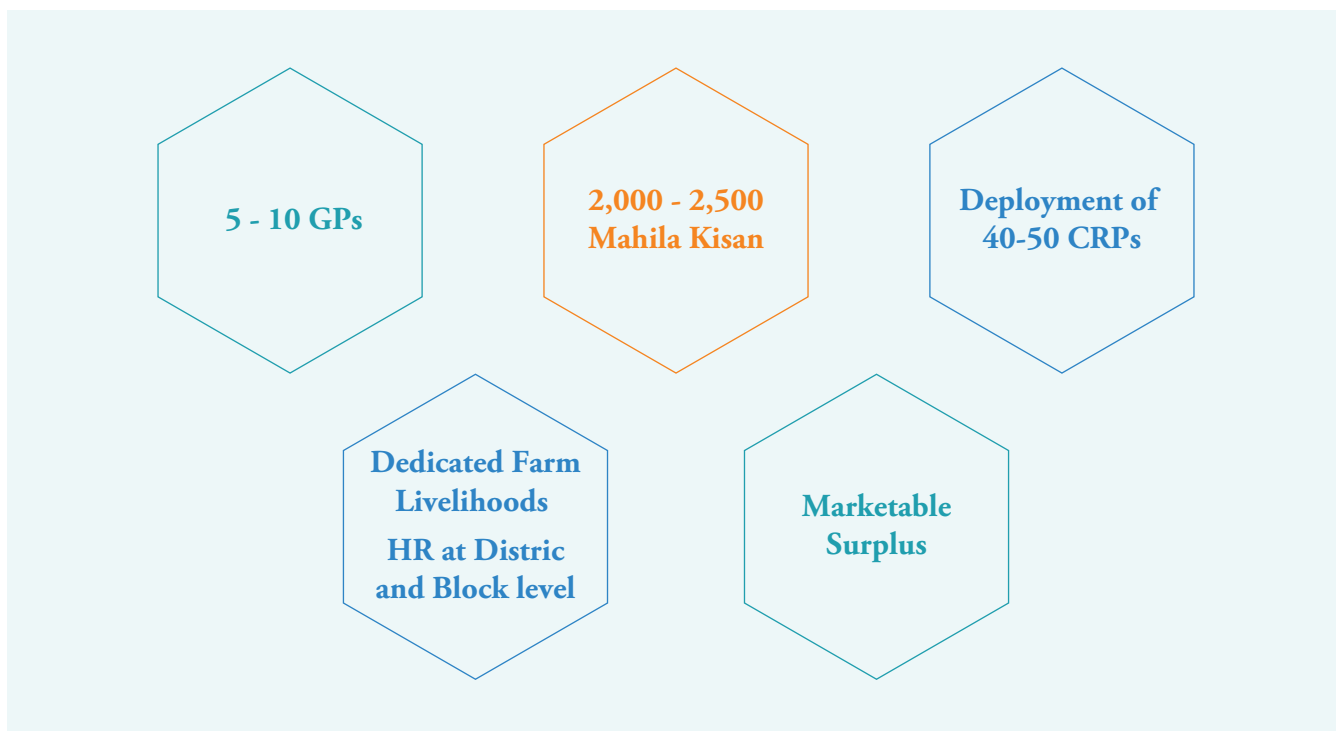 5 - 10 GPs
2,000 - 2,500
Mahila Kisan
Deployment of
40-50 CRPs
Dedicated Farm
Livelihoods
HR at Distric
and Block level
Marketable
Surplus